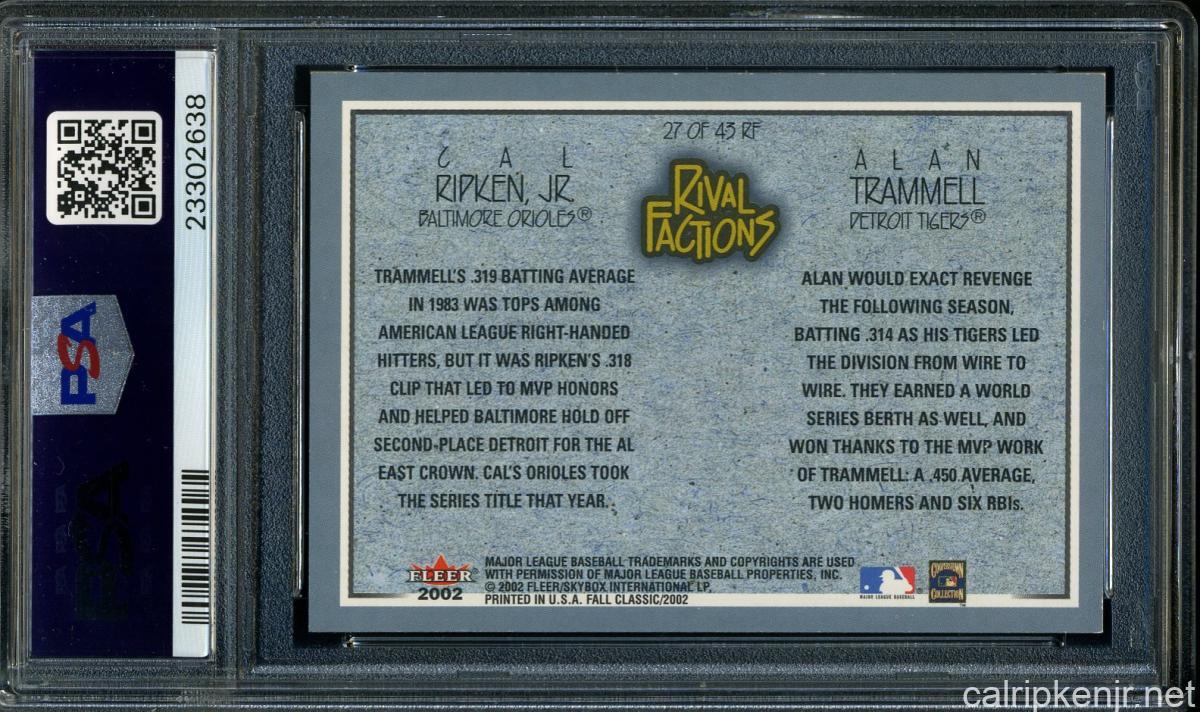 PSA
23302638
27 OF 43 RF
CAL
RIPKEN, JR.
BALTIMORE ORIOLES®
RIVAL
FACTIONS
ALAN
TRAMMELL
DETROIT TIGERS®
TRAMMELL'S .319 BATTING AVERAGE
IN 1983 WAS TOPS AMONG
AMERICAN LEAGUE RIGHT-HANDED
HITTERS, BUT IT WAS RIPKEN'S .318
CLIP THAT LED TO MVP HONORS
AND HELPED BALTIMORE HOLD OFF
SECOND-PLACE DETROIT FOR THE AL
EAST CROWN. CAL'S ORIOLES TOOK
THE SERIES TITLE THAT YEAR.
ALAN WOULD EXACT REVENGE
THE FOLLOWING SEASON,
BATTING .314 AS HIS TIGERS LED
THE DIVISION FROM WIRE TO
WIRE. THEY EARNED A WORLD
SERIES BERTH AS WELL, AND
WON THANKS TO THE MVP WORK
OF TRAMMELL: A .450 AVERAGE,
TWO HOMERS AND SIX RBIs.
FLEER®
2002
MAJOR LEAGUE BASEBALL TRADEMARKS AND COPYRIGHTS ARE USED
WITH PERMISSION OF MAJOR LEAGUE BASEBALL PROPERTIES, INC.
© 2002 FLEER/SKYBOX INTERNATIONAL LP,
PRINTED IN U.S.A. FALL CLASSIC/2002
MAJOR LEAGUE BASEBALL
COOPERSTOWN
COLLECTION
calripkenjr.net